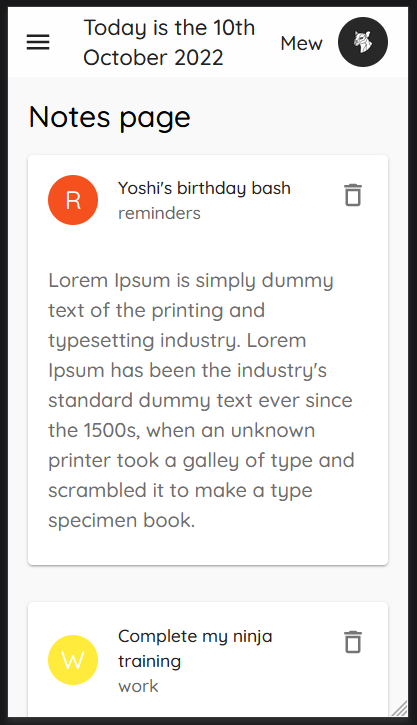 Today is the 10th
October 2022
Mew
Notes page
R
Yoshi's birthday bash
reminders
Lorem Ipsum is simply dummy
text of the printing and
typesetting industry. Lorem
Ipsum has been the industry's
standard dummy text ever since
the 1500s, when an unknown
printer took a galley of type and
scrambled it to make a type
specimen book.
W
Complete my ninja
training
work